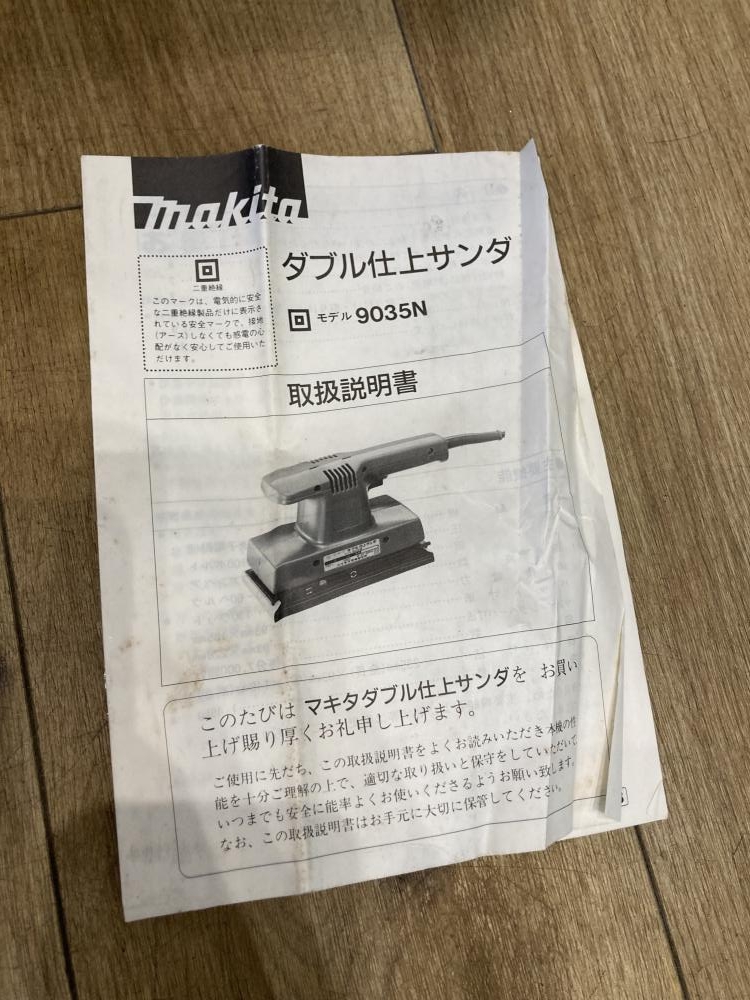 makita
ダブル仕上サンダ
二重絶縁
このマークは、電気的に安全
な二重絶縁製品だけに表示さ
れている安全マークで、接地
(アース)しなくても感電の心
配がなく安心してご使用いた
だけます。
モデル 9035N
取扱説明書
このたびは マキタダブル仕上サンダを お買い
上げ賜り厚くお礼申し上げます。
ご使用に先だち、この取扱説明書をよくお読みいただき本機の性
能を十分ご理解の上で、適切な取り扱いと保守をしていただいて
いつまでも安全に能率よくお使いくださるようお願い致します。
なお、この取扱説明書はお手元に大切に保管してください。